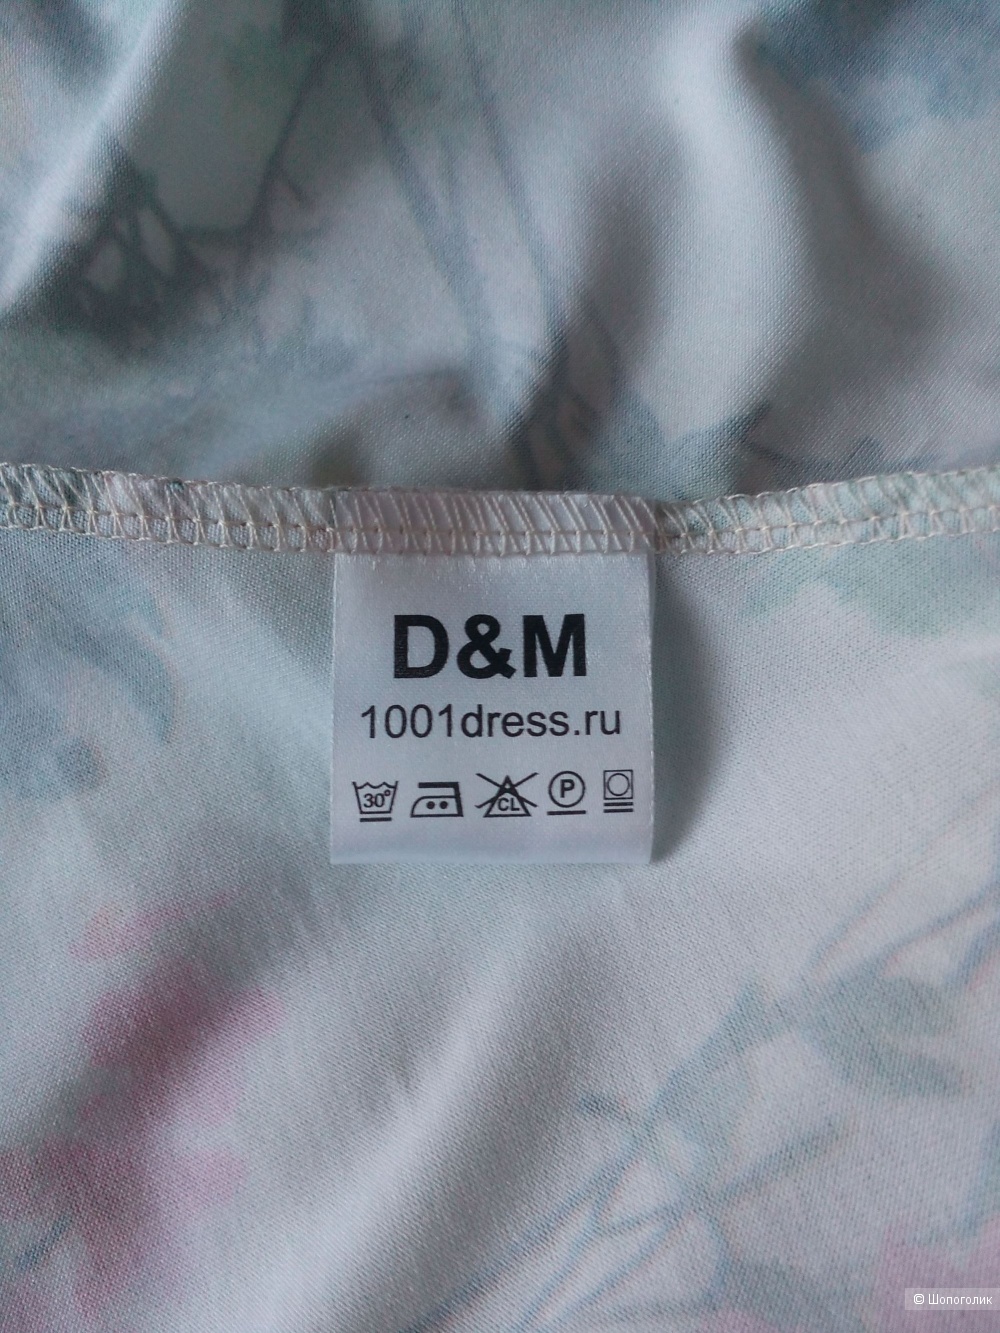 D&M
1001dress.ru
30° CL P
© Шопоголик